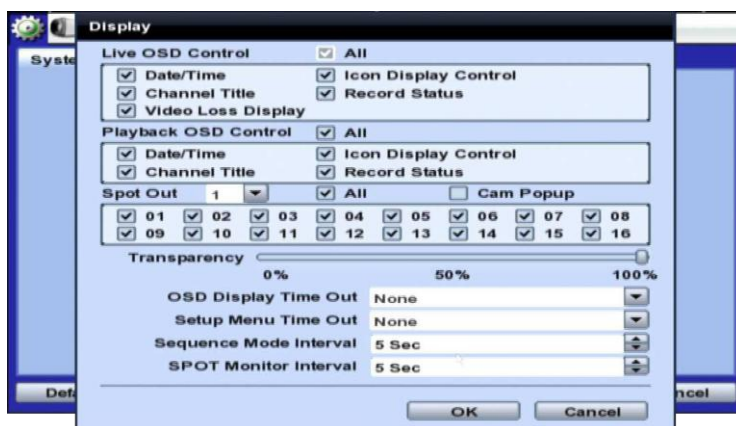 Display
Syste
Live OSD Control All
Date/Time Icon Display Control
Channel Title Record Status
Video Loss Display
Playback OSD Control All
Date/Time Icon Display Control
Channel Title Record Status
Spot Out 1 All Cam Popup
01 02 03 04 05 06 07 08
09 10 11 12 13 14 15 16
Transparency
0% 50% 100%
OSD Display Time Out None
Setup Menu Time Out None
Sequence Mode Interval 5 Sec
SPOT Monitor Interval 5 Sec
Defa ncel
OK Cancel